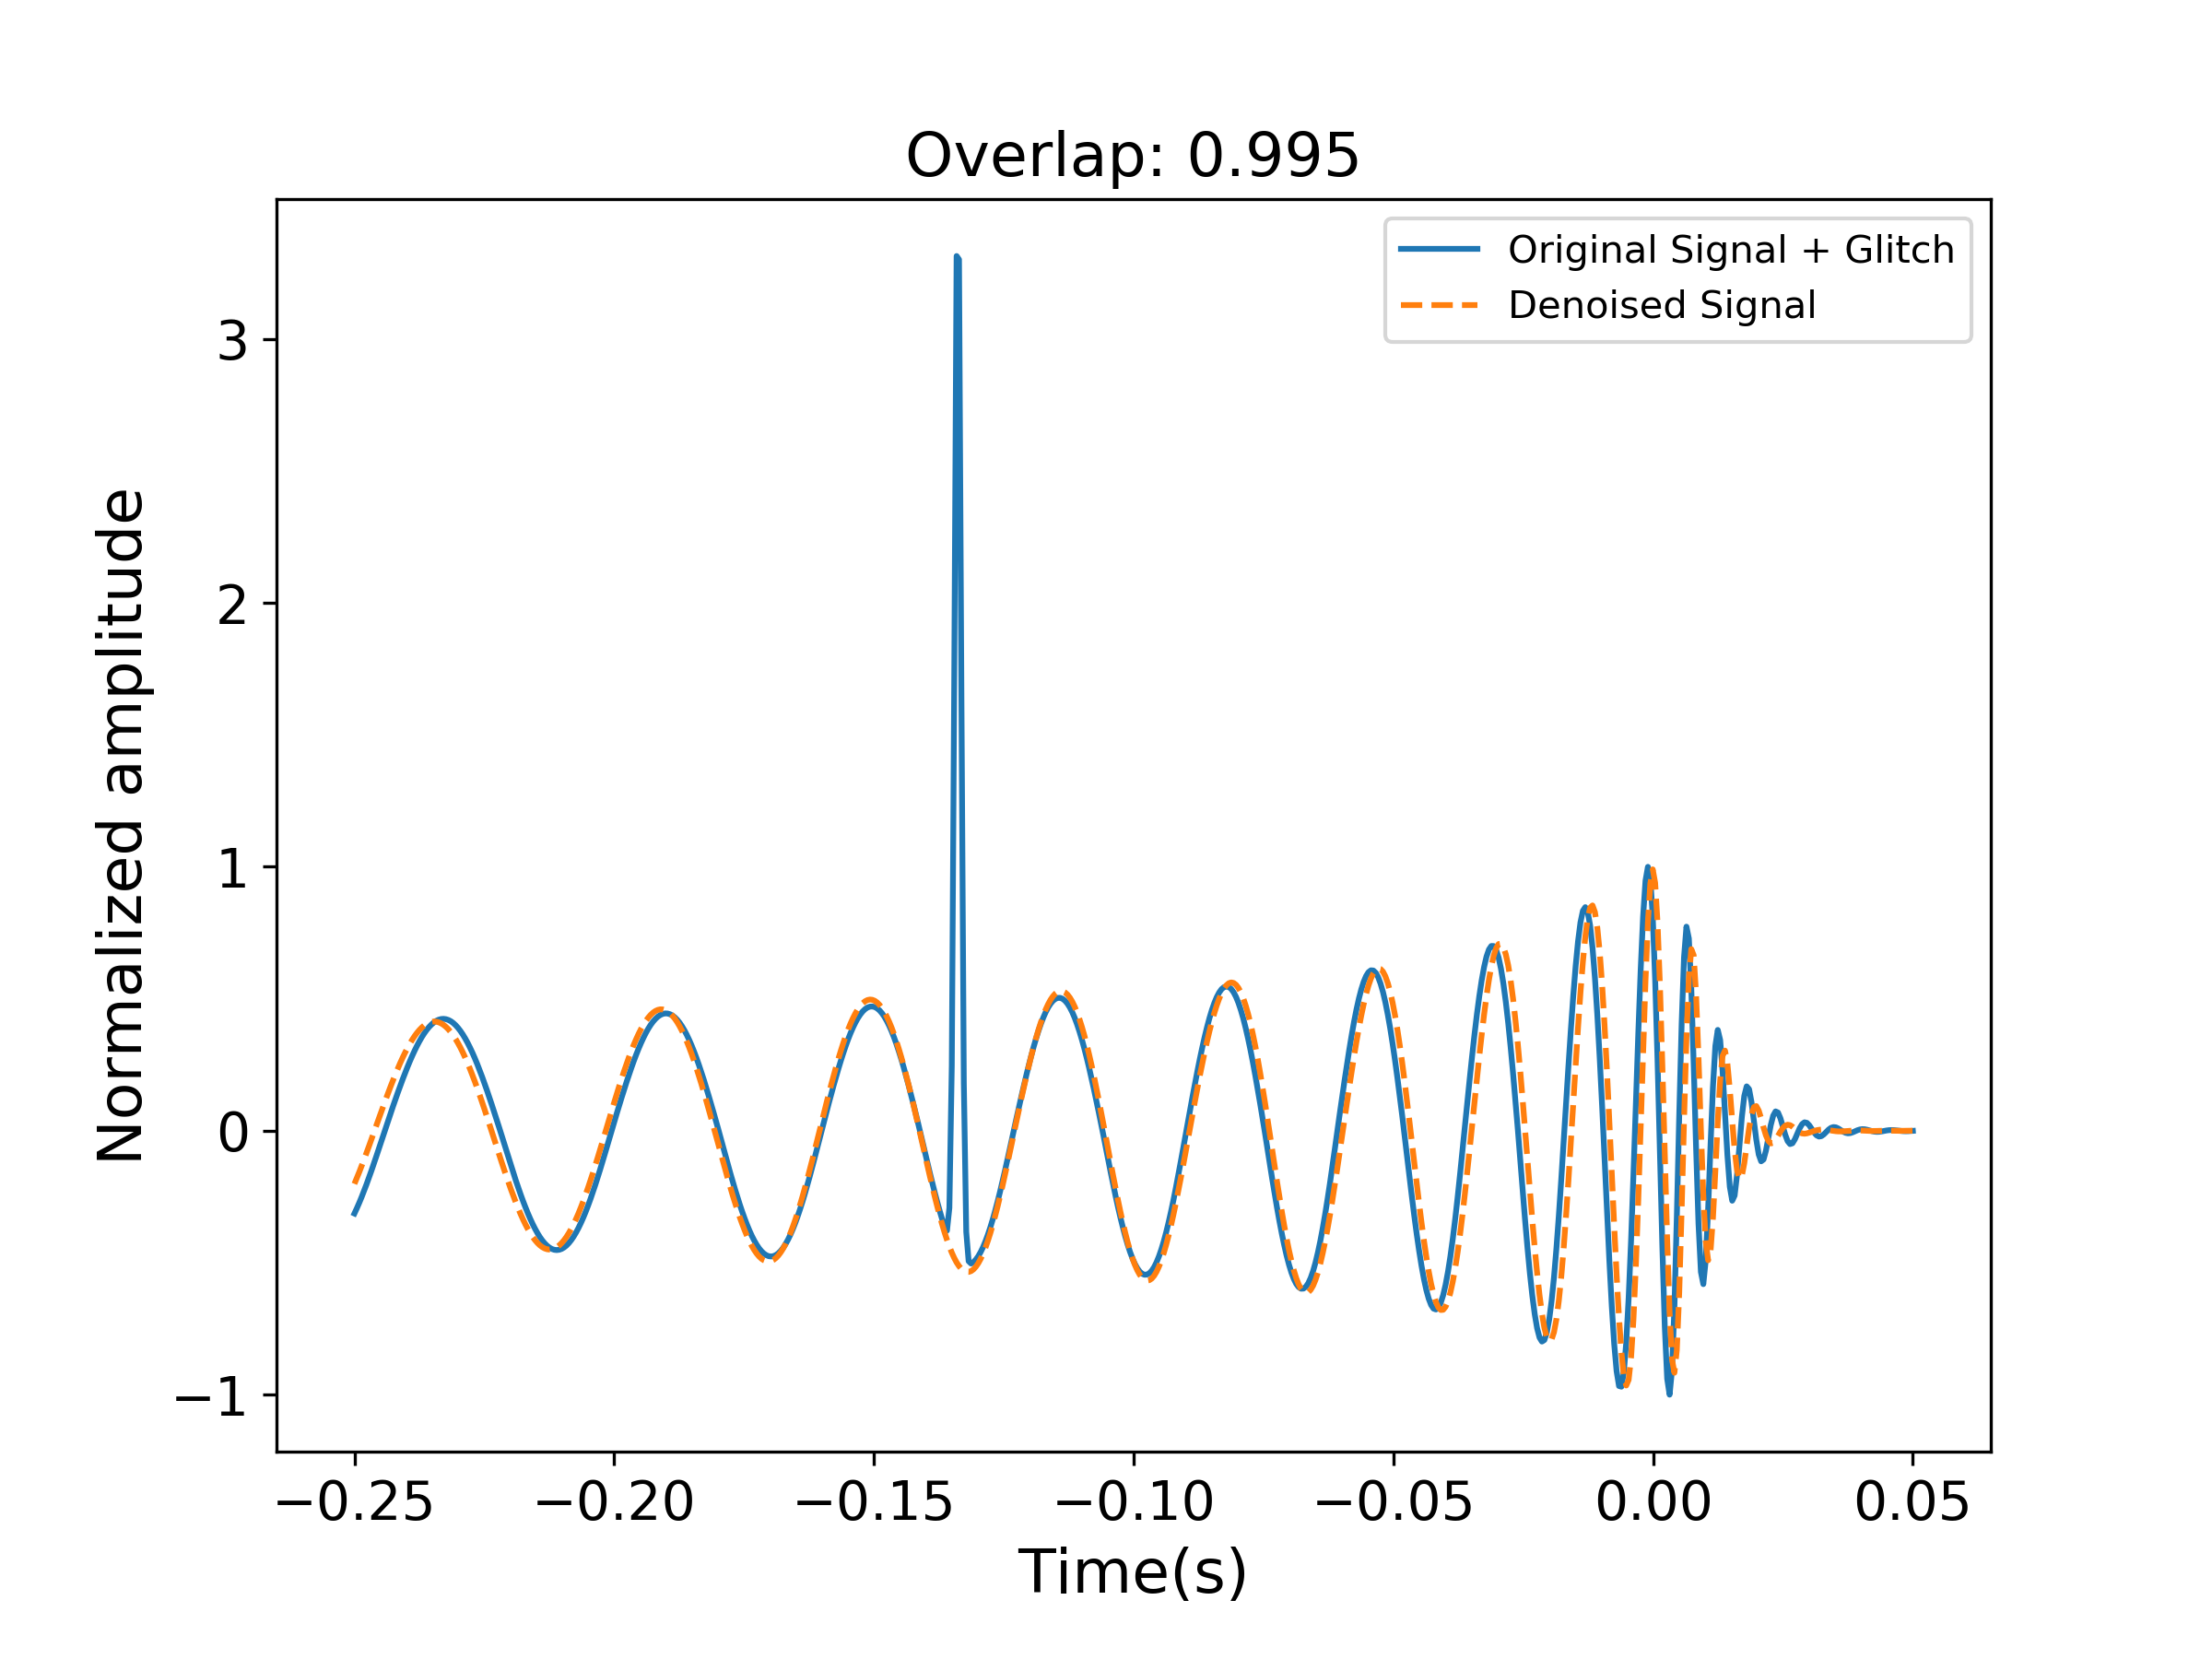 Overlap: 0.995
Original Signal + Glitch
Denoised Signal
Normalized amplitude
3
2
1
0
−1
−0.25 −0.20 −0.15 −0.10 −0.05 0.00 0.05
Time(s)